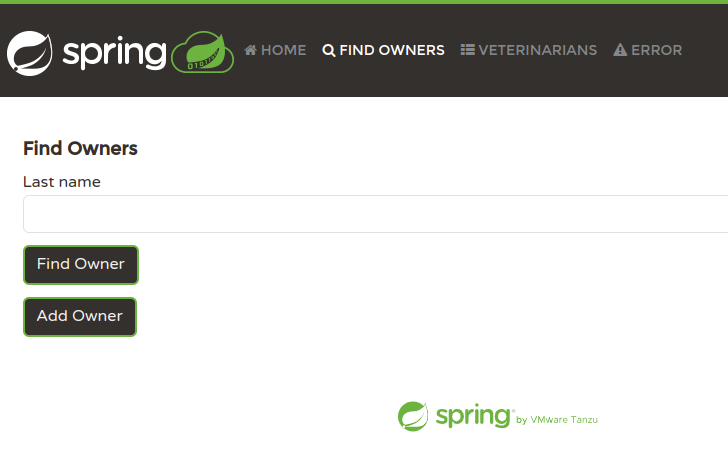 spring HOME FIND OWNERS VETERINARIANS ERROR
Find Owners
Last name
Find Owner
Add Owner
spring by VMware Tanzu